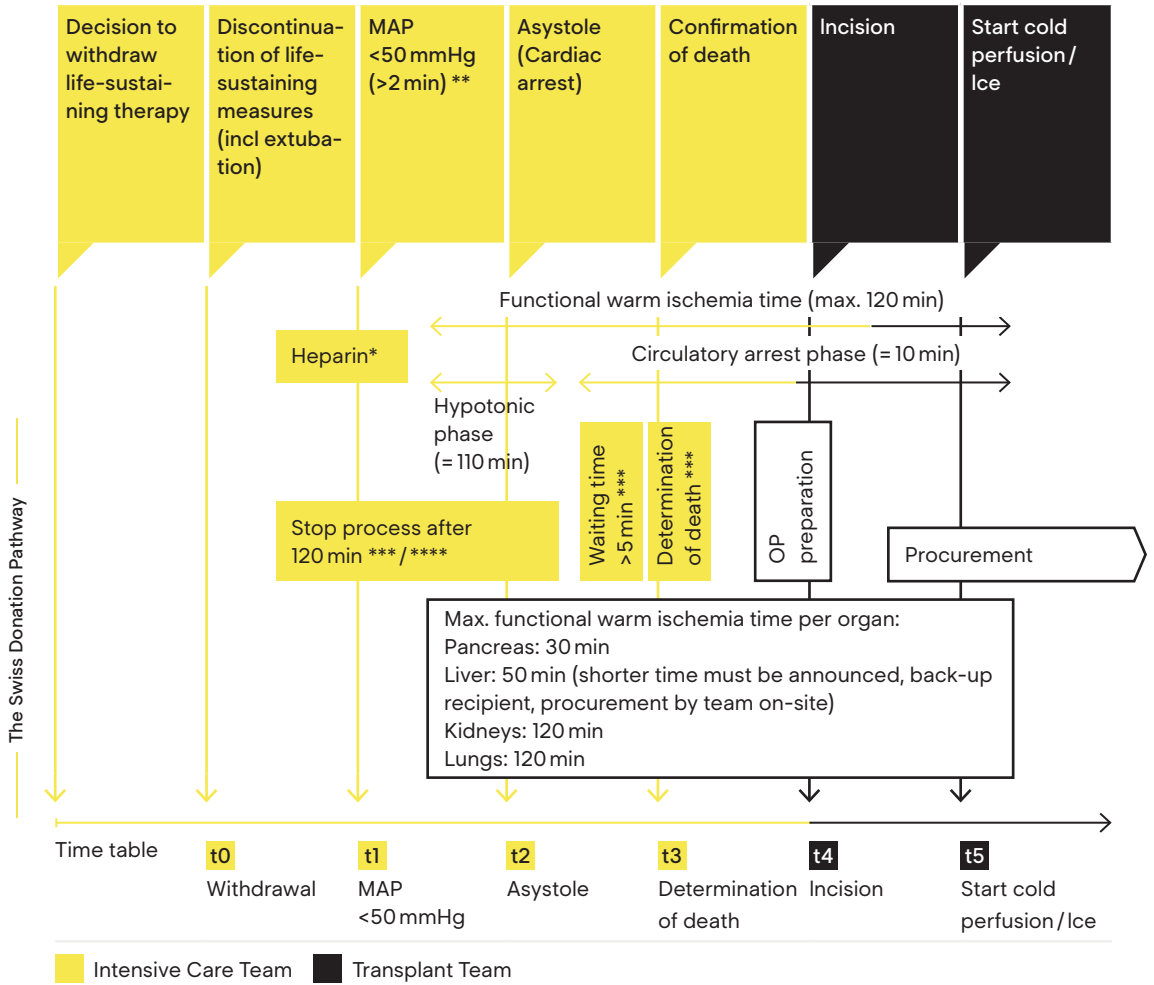 Decision to
withdraw
life-sustai-
ning therapy
Discontinua-
tion of life-
sustaining
measures
(incl extuba-
tion)
MAP
<50 mmHg
(>2 min) **
Asystole
(Cardiac
arrest)
Confirmation
of death
Incision
Start cold
perfusion /
Ice
Functional warm ischemia time (max. 120 min)
Heparin*
Circulatory arrest phase (= 10 min)
Hypotonic
phase
(= 110 min)
Waiting time
>5 min ***
Determination
of death ***
OP
preparation
Stop process after
120 min *** / ****
Procurement
Max. functional warm ischemia time per organ:
Pancreas: 30 min
Liver: 50 min (shorter time must be announced, back-up
recipient, procurement by team on-site)
Kidneys: 120 min
Lungs: 120 min
The Swiss Donation Pathway
Time table
t0
Withdrawal
t1
MAP
<50 mmHg
t2
Asystole
t3
Determination
of death
t4
Incision
t5
Start cold
perfusion / Ice
Intensive Care Team
Transplant Team